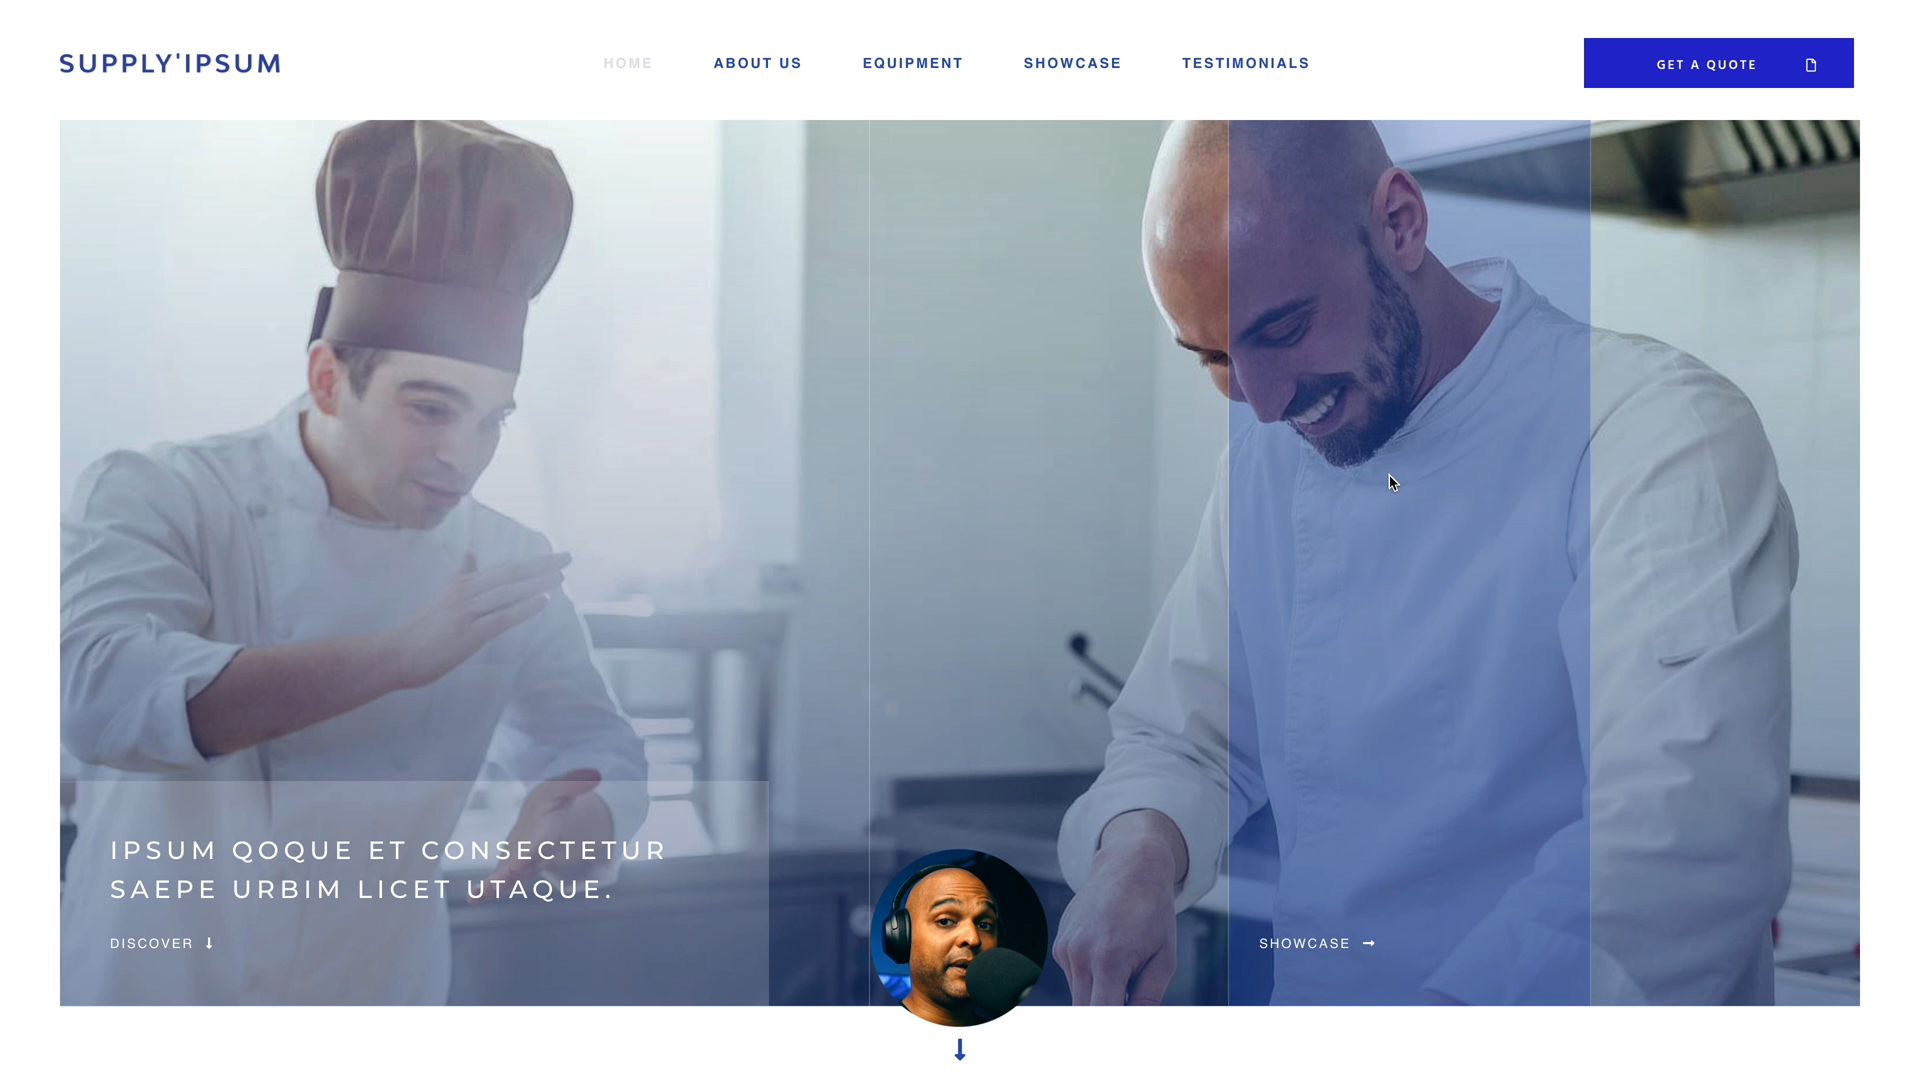 SUPPLY'IPSUM
HOME
ABOUT US
EQUIPMENT
SHOWCASE
TESTIMONIALS
GET A QUOTE
IPSUM QOQUE ET CONSECTETUR
SAEPE URBIM LICET UTAQUE.
DISCOVER
SHOWCASE